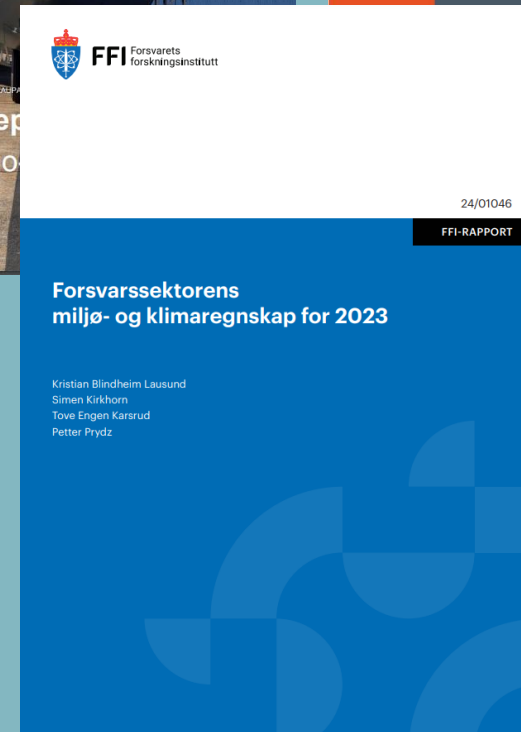 FFI Forsvarets
forskningsinstitutt
24/01046
FFI-RAPPORT
Forsvarssektorens
miljø- og klimaregnskap for 2023
Kristian Blindheim Lausund
Simen Kirkhorn
Tove Engen Karsrud
Petter Prydz